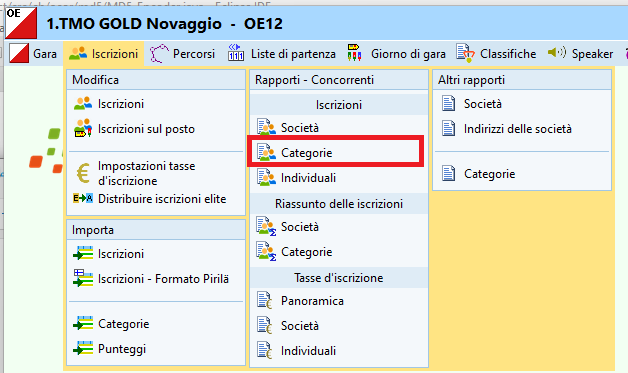 OE
1.TMO GOLD Novaggio - OE12
Gara Iscrizioni Percorsi Liste di partenza Giorno di gara Classifiche Speaker
Modifica
Iscrizioni
Iscrizioni sul posto
Impostazioni tasse
d'iscrizione
E→A Distribuire iscrizioni elite
Importa
Iscrizioni
Iscrizioni - Formato Pirilä
Categorie
Punteggi
Rapporti - Concorrenti
Iscrizioni
Società
Categorie
Individuali
Riassunto delle iscrizioni
Società
Categorie
Tasse d'iscrizione
Panoramica
Società
Individuali
Altri rapporti
Società
Indirizzi delle società
Categorie